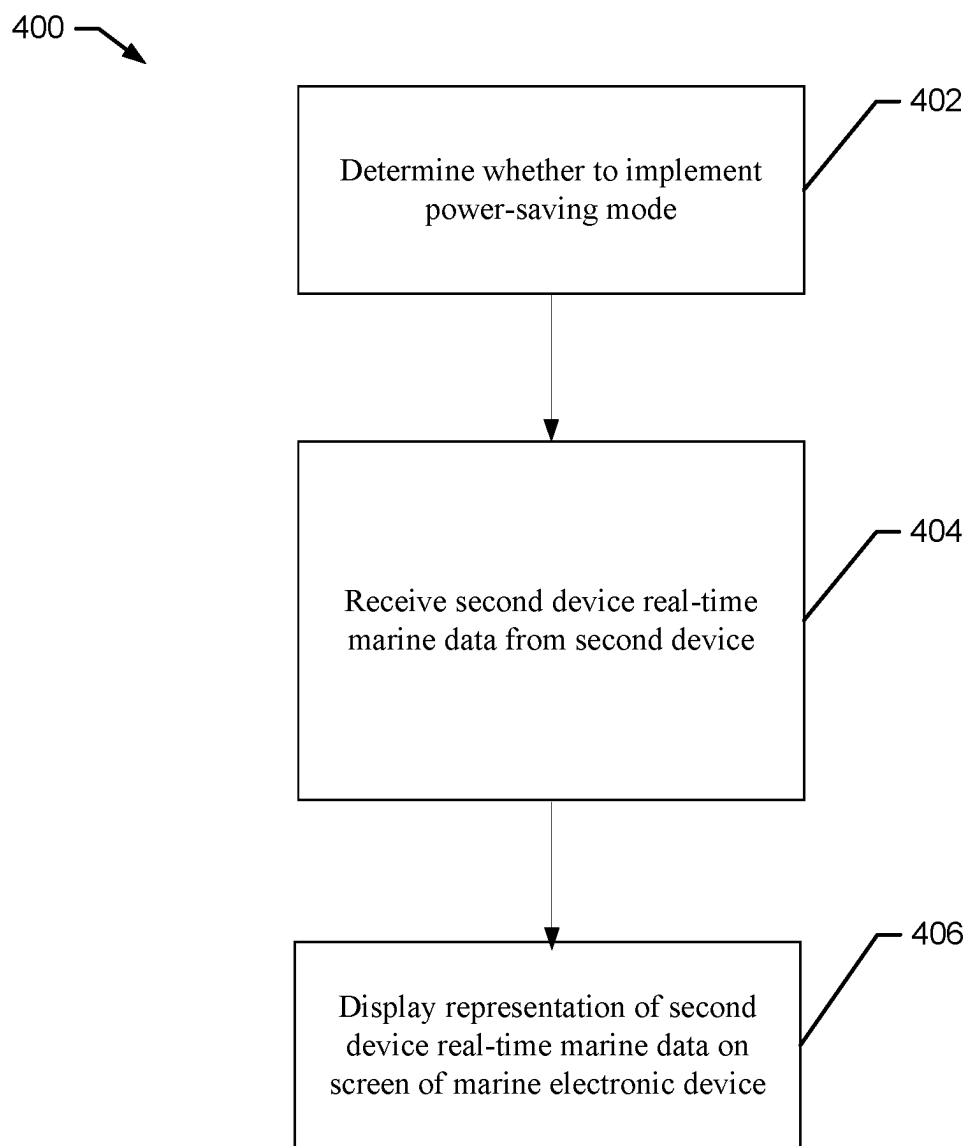 400
402
Determine whether to implement
power-saving mode
404
Receive second device real-time
marine data from second device
406
Display representation of second
device real-time marine data on
screen of marine electronic device